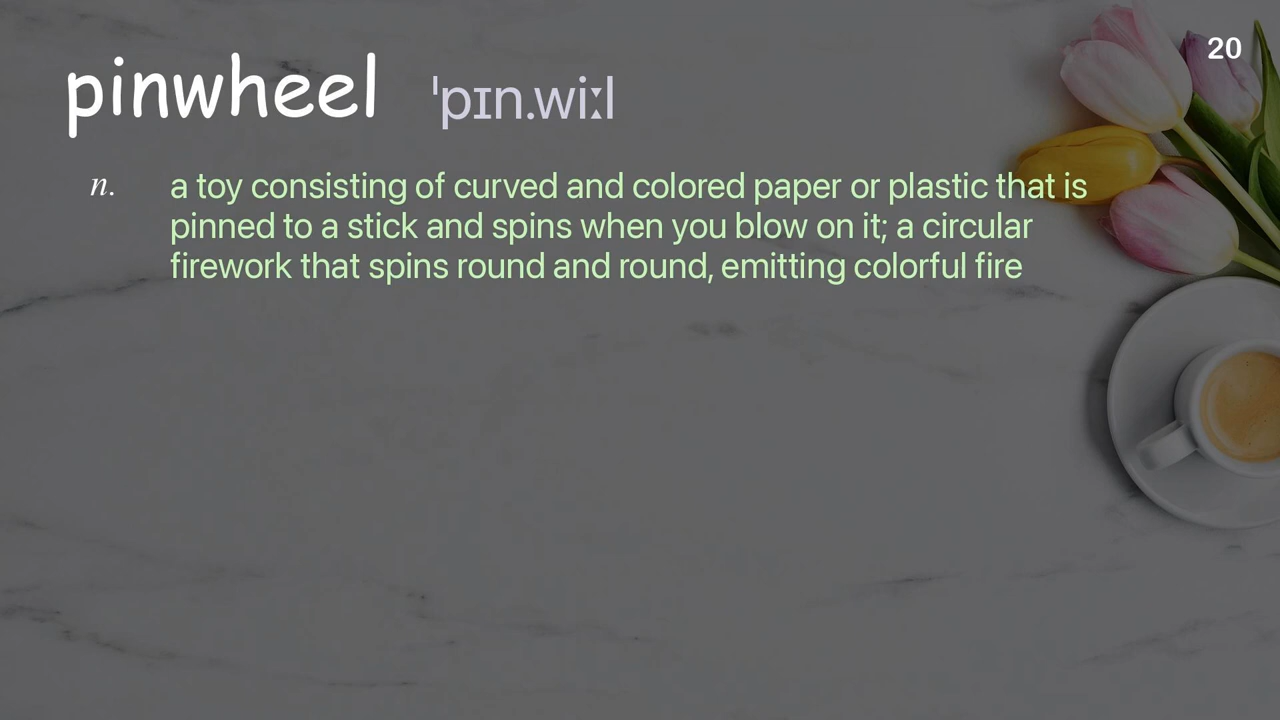 20
pinwheel ˈpɪn.wiːl
n. a toy consisting of curved and colored paper or plastic that is
pinned to a stick and spins when you blow on it; a circular
firework that spins round and round, emitting colorful fire